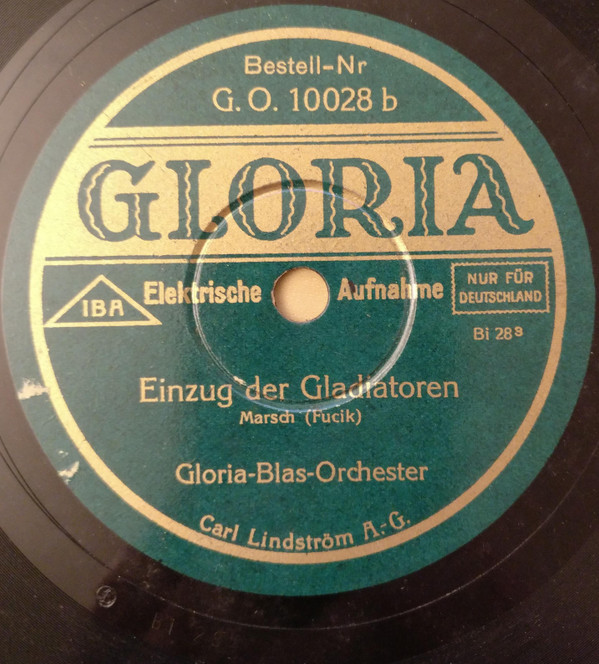 Bestell-Nr
G. O. 10028 b
GLORIA
IBA
Elektrische Aufnahme
NUR FÜR
DEUTSCHLAND
Bi 28³
Einzug der Gladiatoren
Marsch (Fucik)
Gloria-Blas-Orchester
Carl Lindström A.-G.